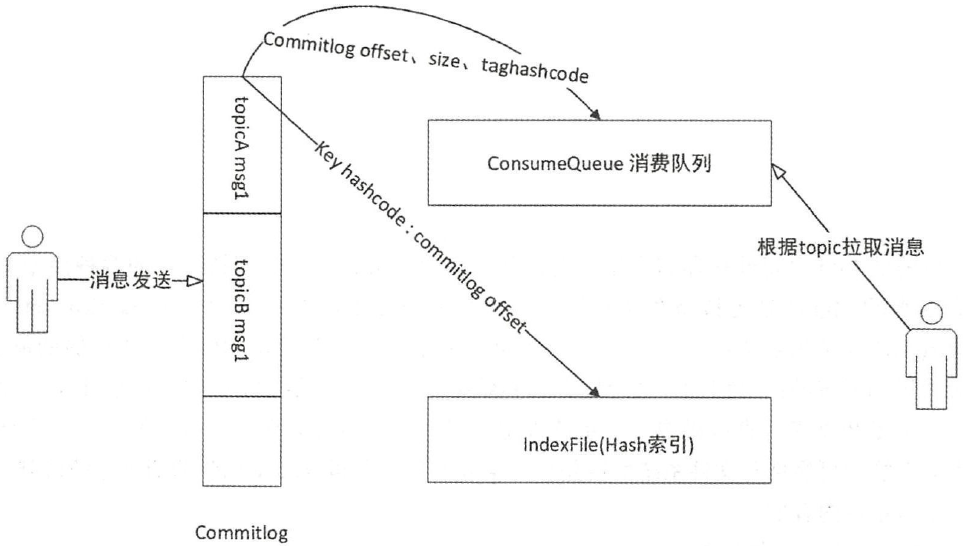 Commitlog offset、size、taghashcode
topicA msg1
ConsumeQueue 消费队列
Key hashcode : commitlog offset
根据topic拉取消息
消息发送
topicB msg1
IndexFile(Hash索引)
Commitlog